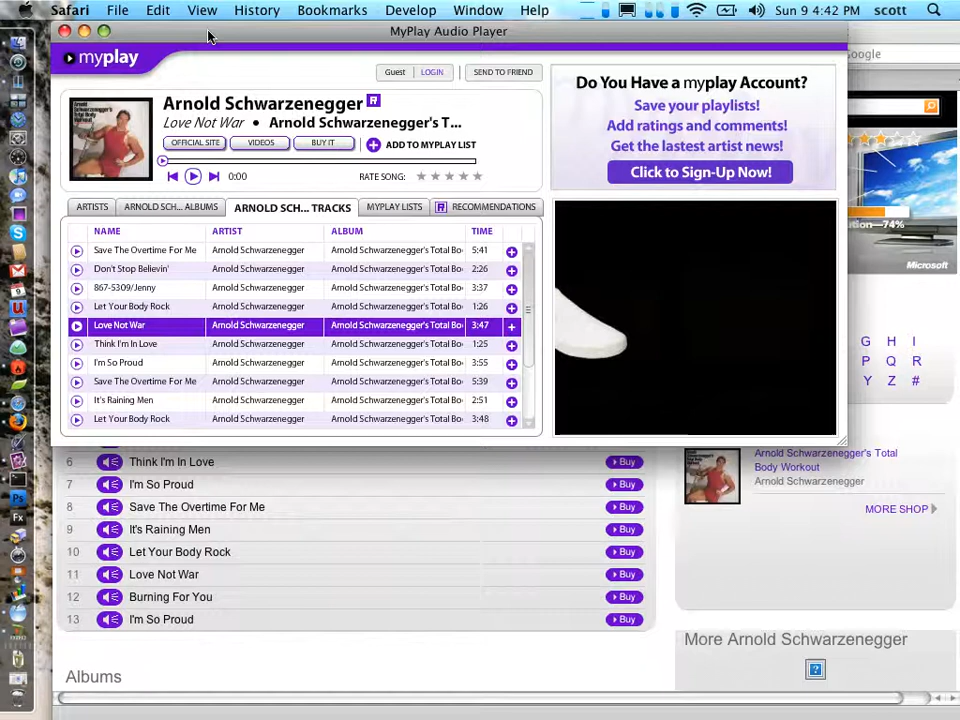 Safari File Edit View History Bookmarks Develop Window Help Sun 9 4:42 PM scott
MyPlay Audio Player
oogle
myplay
Guest LOGIN SEND TO FRIEND
Arnold Schwarzenegger
Love Not War • Arnold Schwarzenegger's T...
OFFICIAL SITE VIDEOS BUY IT ADD TO MYPLAY LIST
0:00 RATE SONG:
Do You Have a myplay Account?
Save your playlists!
Add ratings and comments!
Get the lastest artist news!
Click to Sign-Up Now!
ution—74%
Microsoft
ARTISTS ARNOLD SCH... ALBUMS ARNOLD SCH... TRACKS MYPLAY LISTS RECOMMENDATIONS
NAME ARTIST ALBUM TIME
Save The Overtime For Me Arnold Schwarzenegger Arnold Schwarzenegger's Total Bo 5:41
Don't Stop Believin' Arnold Schwarzenegger Arnold Schwarzenegger's Total Bo 2:26
867-5309/Jenny Arnold Schwarzenegger Arnold Schwarzenegger's Total Bo 3:37
Let Your Body Rock Arnold Schwarzenegger Arnold Schwarzenegger's Total Bo 1:26
Love Not War Arnold Schwarzenegger Arnold Schwarzenegger's Total Bo 3:47
Think I'm In Love Arnold Schwarzenegger Arnold Schwarzenegger's Total Bo 1:25
I'm So Proud Arnold Schwarzenegger Arnold Schwarzenegger's Total Bo 3:55
Save The Overtime For Me Arnold Schwarzenegger Arnold Schwarzenegger's Total Bo 5:39
It's Raining Men Arnold Schwarzenegger Arnold Schwarzenegger's Total Bo 2:51
Let Your Body Rock Arnold Schwarzenegger Arnold Schwarzenegger's Total Bo 3:48
G H I
P Q R
Y Z #
6 Think I'm In Love Buy
7 I'm So Proud Buy
8 Save The Overtime For Me Buy
9 It's Raining Men Buy
10 Let Your Body Rock Buy
11 Love Not War Buy
12 Burning For You Buy
13 I'm So Proud Buy
Arnold Schwarzenegger's Total
Body Workout
Arnold Schwarzenegger
MORE SHOP
More Arnold Schwarzenegger
Albums